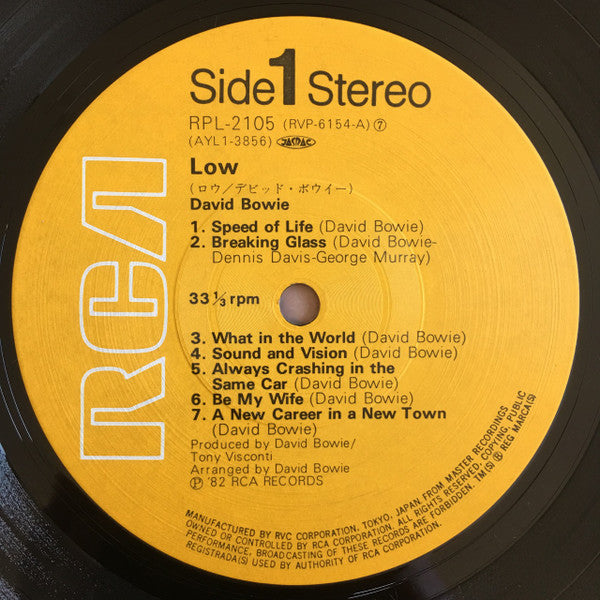 Side 1 Stereo
RPL-2105 (RVP-6154-A) ⑦
(AYL1-3856) JASRAC
Low
(ロウ/デビッド・ボウイー)
David Bowie
1. Speed of Life (David Bowie)
2. Breaking Glass (David Bowie-
Dennis Davis-George Murray)
33 1/3 rpm
3. What in the World (David Bowie)
4. Sound and Vision (David Bowie)
5. Always Crashing in the
Same Car (David Bowie)
6. Be My Wife (David Bowie)
7. A New Career in a New Town
(David Bowie)
Produced by David Bowie/
Tony Visconti
Arranged by David Bowie
Ⓟ '82 RCA RECORDS
RCA
MANUFACTURED BY RVC CORPORATION, TOKYO, JAPAN, FROM MASTER RECORDINGS
OWNED OR CONTROLLED BY RCA CORPORATION. ALL RIGHTS RESERVED, COPYING, PUBLIC
PERFORMANCE, BROADCASTING OF THESE RECORDS ARE FORBIDDEN. TM(S) ® REG MARCA(S)
REGISTRADA(S) USED BY AUTHORITY OF RCA CORPORATION.